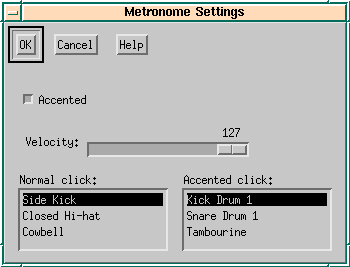 Metronome Settings
OK Cancel Help
Accented
127
Velocity:
Normal click: Accented click:
Side Kick Kick Drum 1
Closed Hi-hat Snare Drum 1
Cowbell Tambourine